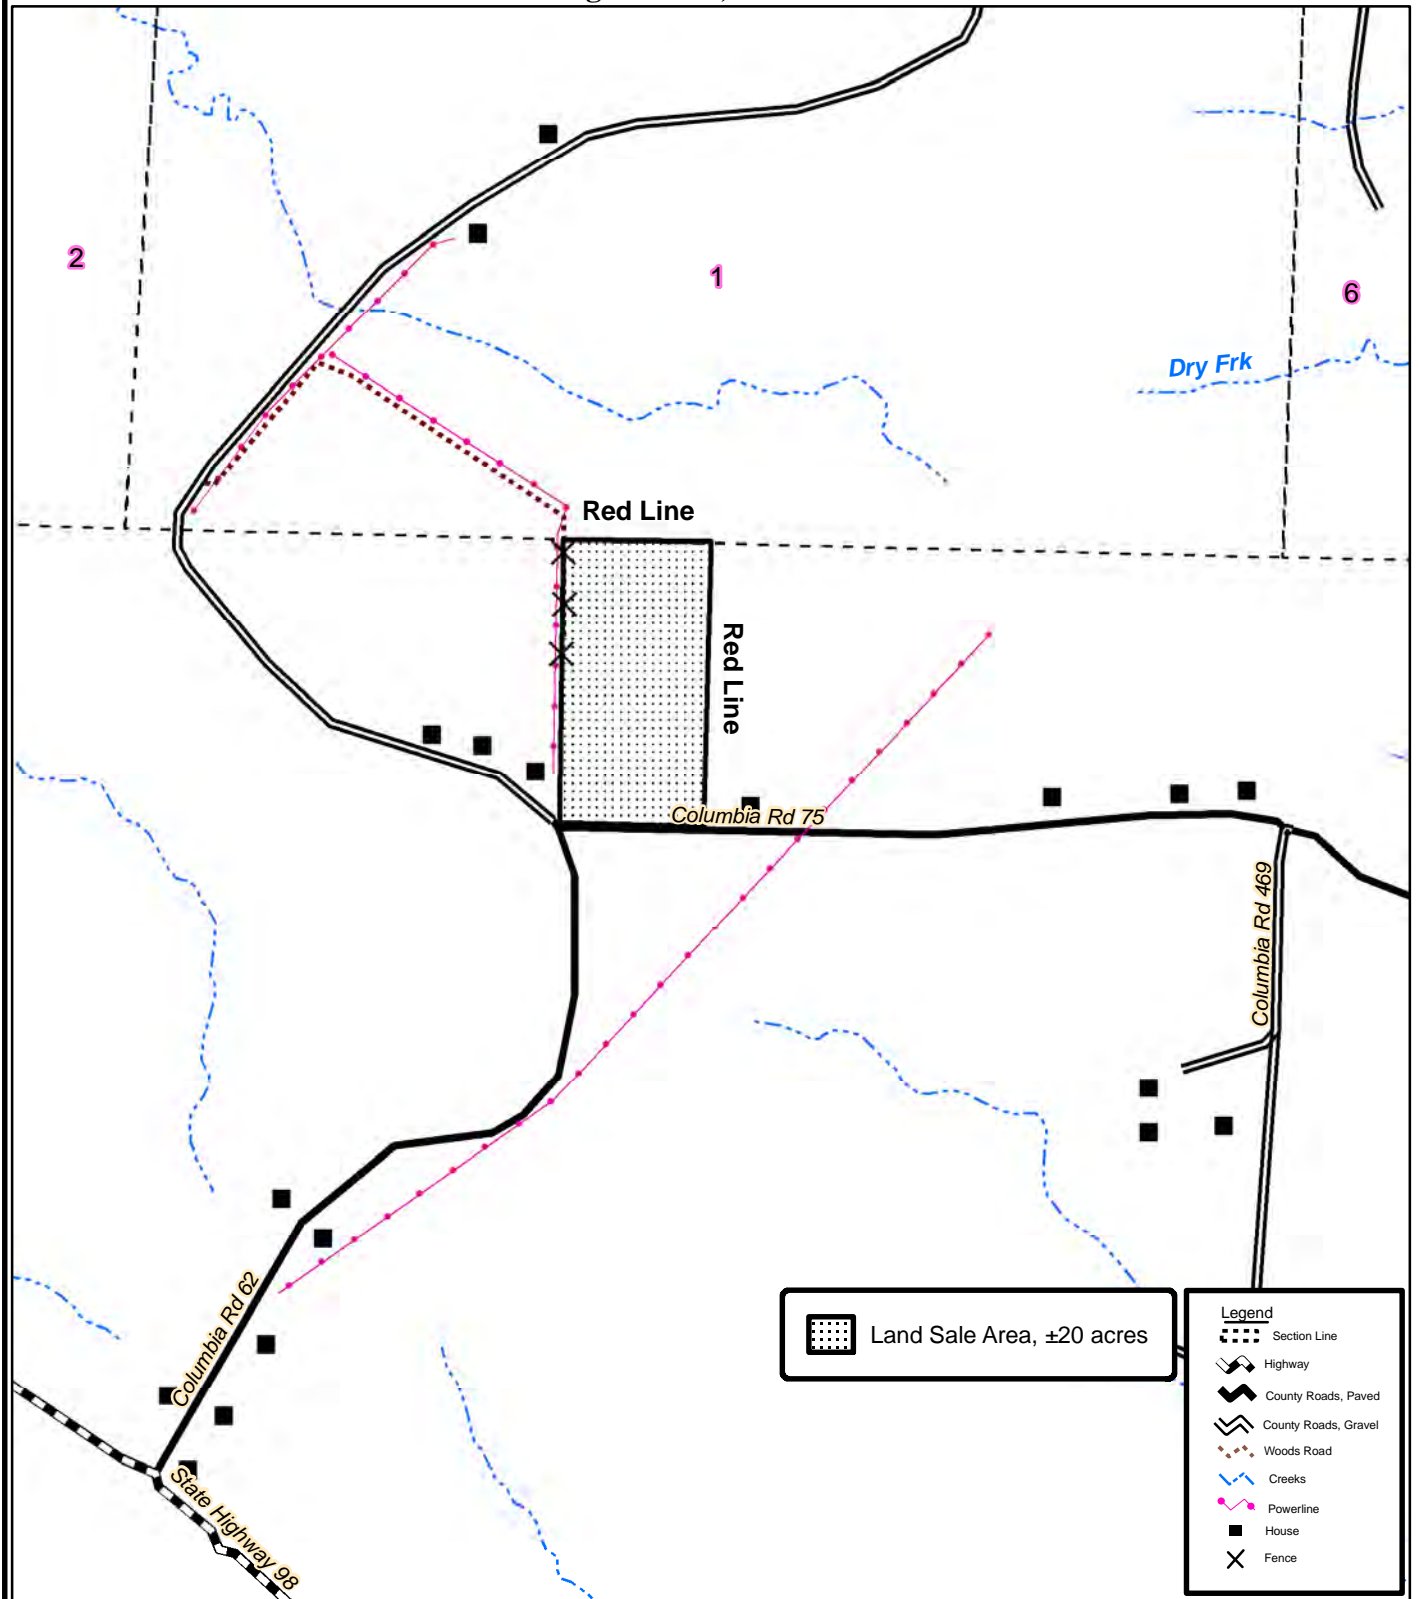 2
1
6
Dry Frk
Red Line
Red Line
Columbia Rd 75
Columbia Rd 469
Columbia Rd 62
State Highway 98
Land Sale Area, ±20 acres
Legend
Section Line
Highway
County Roads, Paved
County Roads, Gravel
Woods Road
Creeks
Powerline
House
Fence